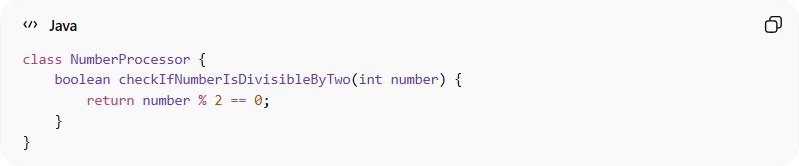 Java
class NumberProcessor {
    boolean checkIfNumberIsDivisibleByTwo(int number) {
        return number % 2 == 0;
    }
}